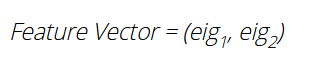 Feature Vector = (eig₁, eig₂)